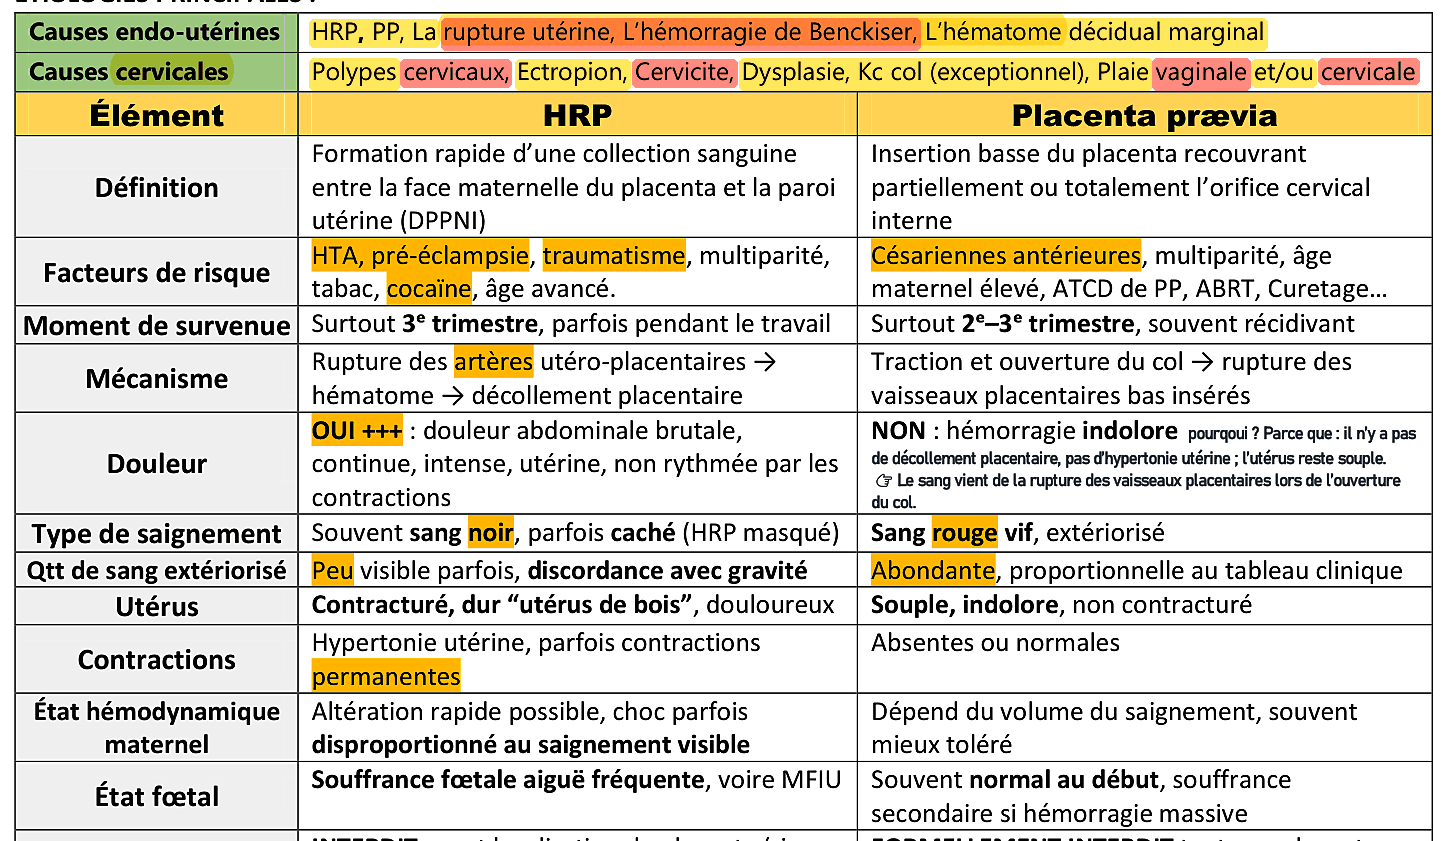 ÉTIOLOGIES PRINCIPALES :
Causes endo-utérines
HRP, PP, La rupture utérine, L'hémorragie de Benckiser, L'hématome décidual marginal
Causes cervicales
Polypes cervicaux, Ectropion, Cervicite, Dysplasie, Kc col (exceptionnel), Plaie vaginale et/ou cervicale
Élément
HRP
Placenta prævia
Définition
Formation rapide d'une collection sanguine
entre la face maternelle du placenta et la paroi
utérine (DPPNI)
Insertion basse du placenta recouvrant
partiellement ou totalement l'orifice cervical
interne
Facteurs de risque
HTA, pré-éclampsie, traumatisme, multiparité,
tabac, cocaïne, âge avancé.
Césariennes antérieures, multiparité, âge
maternel élevé, ATCD de PP, ABRT, Curetage...
Moment de survenue
Surtout 3ᵉ trimestre, parfois pendant le travail
Surtout 2ᵉ–3ᵉ trimestre, souvent récidivant
Mécanisme
Rupture des artères utéro-placentaires →
hématome → décollement placentaire
Traction et ouverture du col → rupture des
vaisseaux placentaires bas insérés
Douleur
OUI +++ : douleur abdominale brutale,
continue, intense, utérine, non rythmée par les
contractions
NON : hémorragie indolore pourqoui ? Parce que : il n'y a pas
de décollement placentaire, pas d'hypertonie utérine ; l'utérus reste souple.
👉 Le sang vient de la rupture des vaisseaux placentaires lors de l'ouverture
du col.
Type de saignement
Souvent sang noir, parfois caché (HRP masqué)
Sang rouge vif, extériorisé
Qtt de sang extériorisé
Peu visible parfois, discordance avec gravité
Abondante, proportionnelle au tableau clinique
Utérus
Contracturé, dur “utérus de bois”, douloureux
Souple, indolore, non contracturé
Contractions
Hypertonie utérine, parfois contractions
permanentes
Absentes ou normales
État hémodynamique
maternel
Altération rapide possible, choc parfois
disproportionné au saignement visible
Dépend du volume du saignement, souvent
mieux toléré
État fœtal
Souffrance fœtale aiguë fréquente, voire MFIU
Souvent normal au début, souffrance
secondaire si hémorragie massive